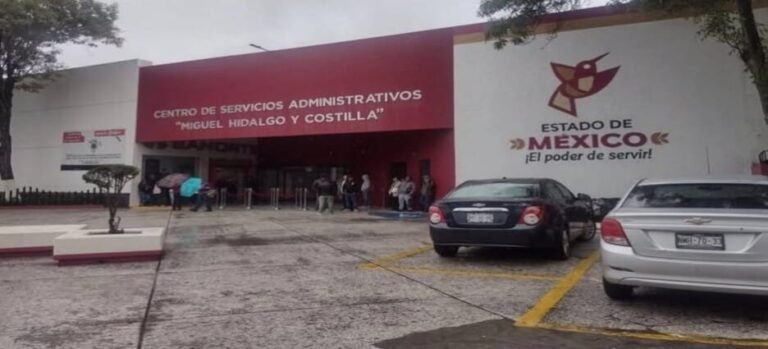 CENTRO DE SERVICIOS ADMINISTRATIVOS
"MIGUEL HIDALGO Y COSTILLA"
ESTADO DE
MÉXICO
¡El poder de servir!